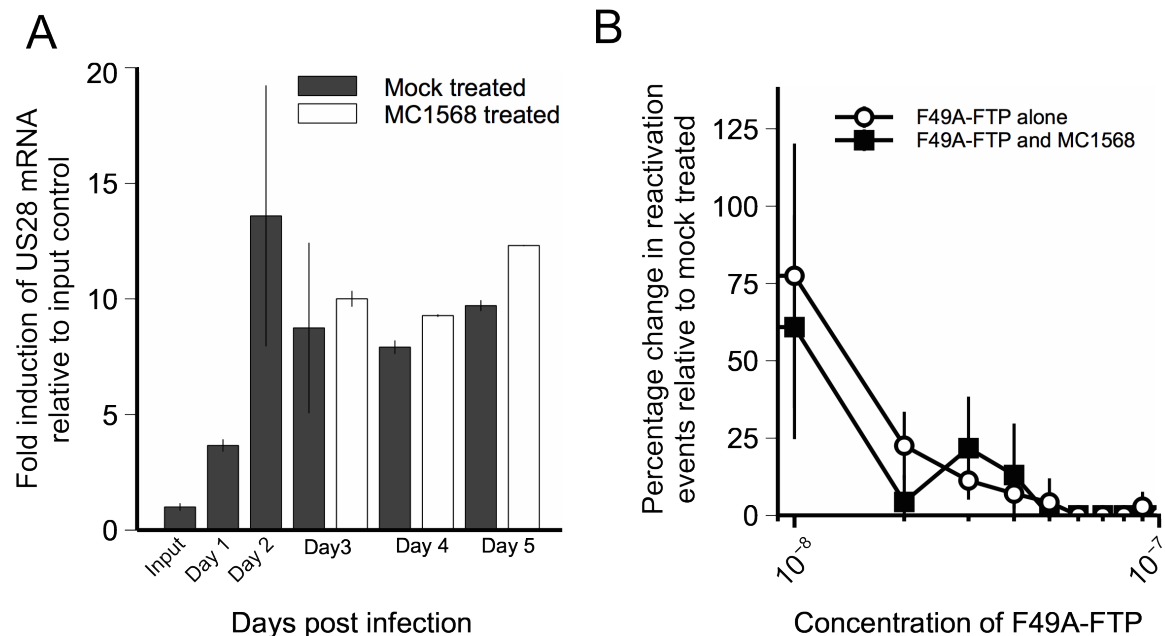 A
Fold induction of US28 mRNA
relative to input control
20
15
10
5
0
Mock treated
MC1568 treated
Input
Day 1
Day 2
Day3
Day 4
Day 5
Days post infection
B
Percentage change in reactivation
events relative to mock treated
125
100
75
50
25
0
F49A-FTP alone
F49A-FTP and MC1568
10⁻⁸
10⁻⁷
Concentration of F49A-FTP